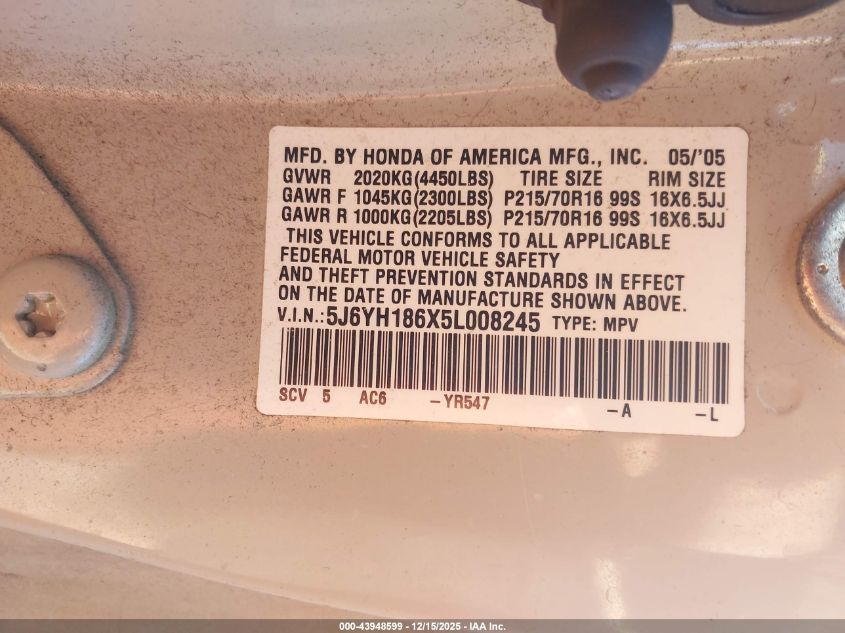 MFD. BY HONDA OF AMERICA MFG., INC. 05/'05
GVWR 2020KG(4450LBS) TIRE SIZE RIM SIZE
GAWR F 1045KG(2300LBS) P215/70R16 99S 16X6.5JJ
GAWR R 1000KG(2205LBS) P215/70R16 99S 16X6.5JJ
THIS VEHICLE CONFORMS TO ALL APPLICABLE
FEDERAL MOTOR VEHICLE SAFETY
AND THEFT PREVENTION STANDARDS IN EFFECT
ON THE DATE OF MANUFACTURE SHOWN ABOVE.
V.I.N.:5J6YH186X5L008245 TYPE: MPV
SCV 5 AC6 -YR547 -A -L
000-43948599 - 12/15/2025 - IAA Inc.